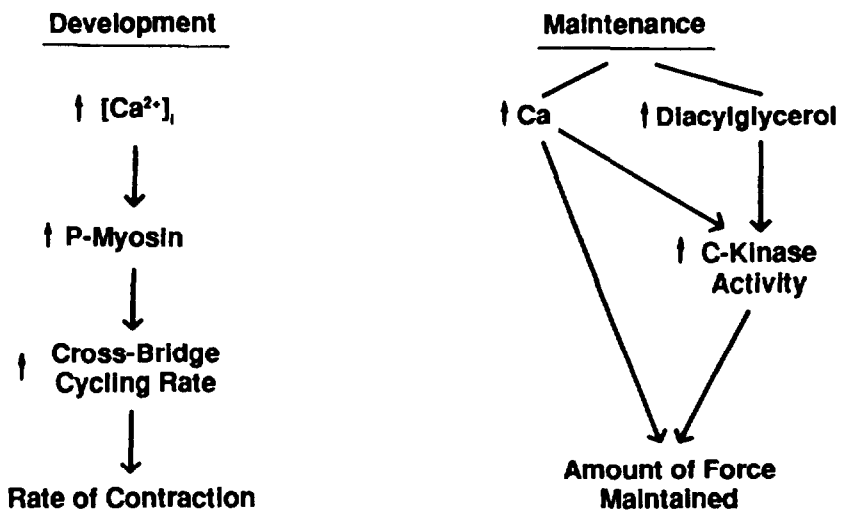 Development
↑ [Ca²⁺]ᵢ
↑ P-Myosin
↑ Cross-Bridge
Cycling Rate
Rate of Contraction
Maintenance
↑ Ca
↑ Diacylglycerol
↑ C-Kinase
Activity
Amount of Force
Maintained